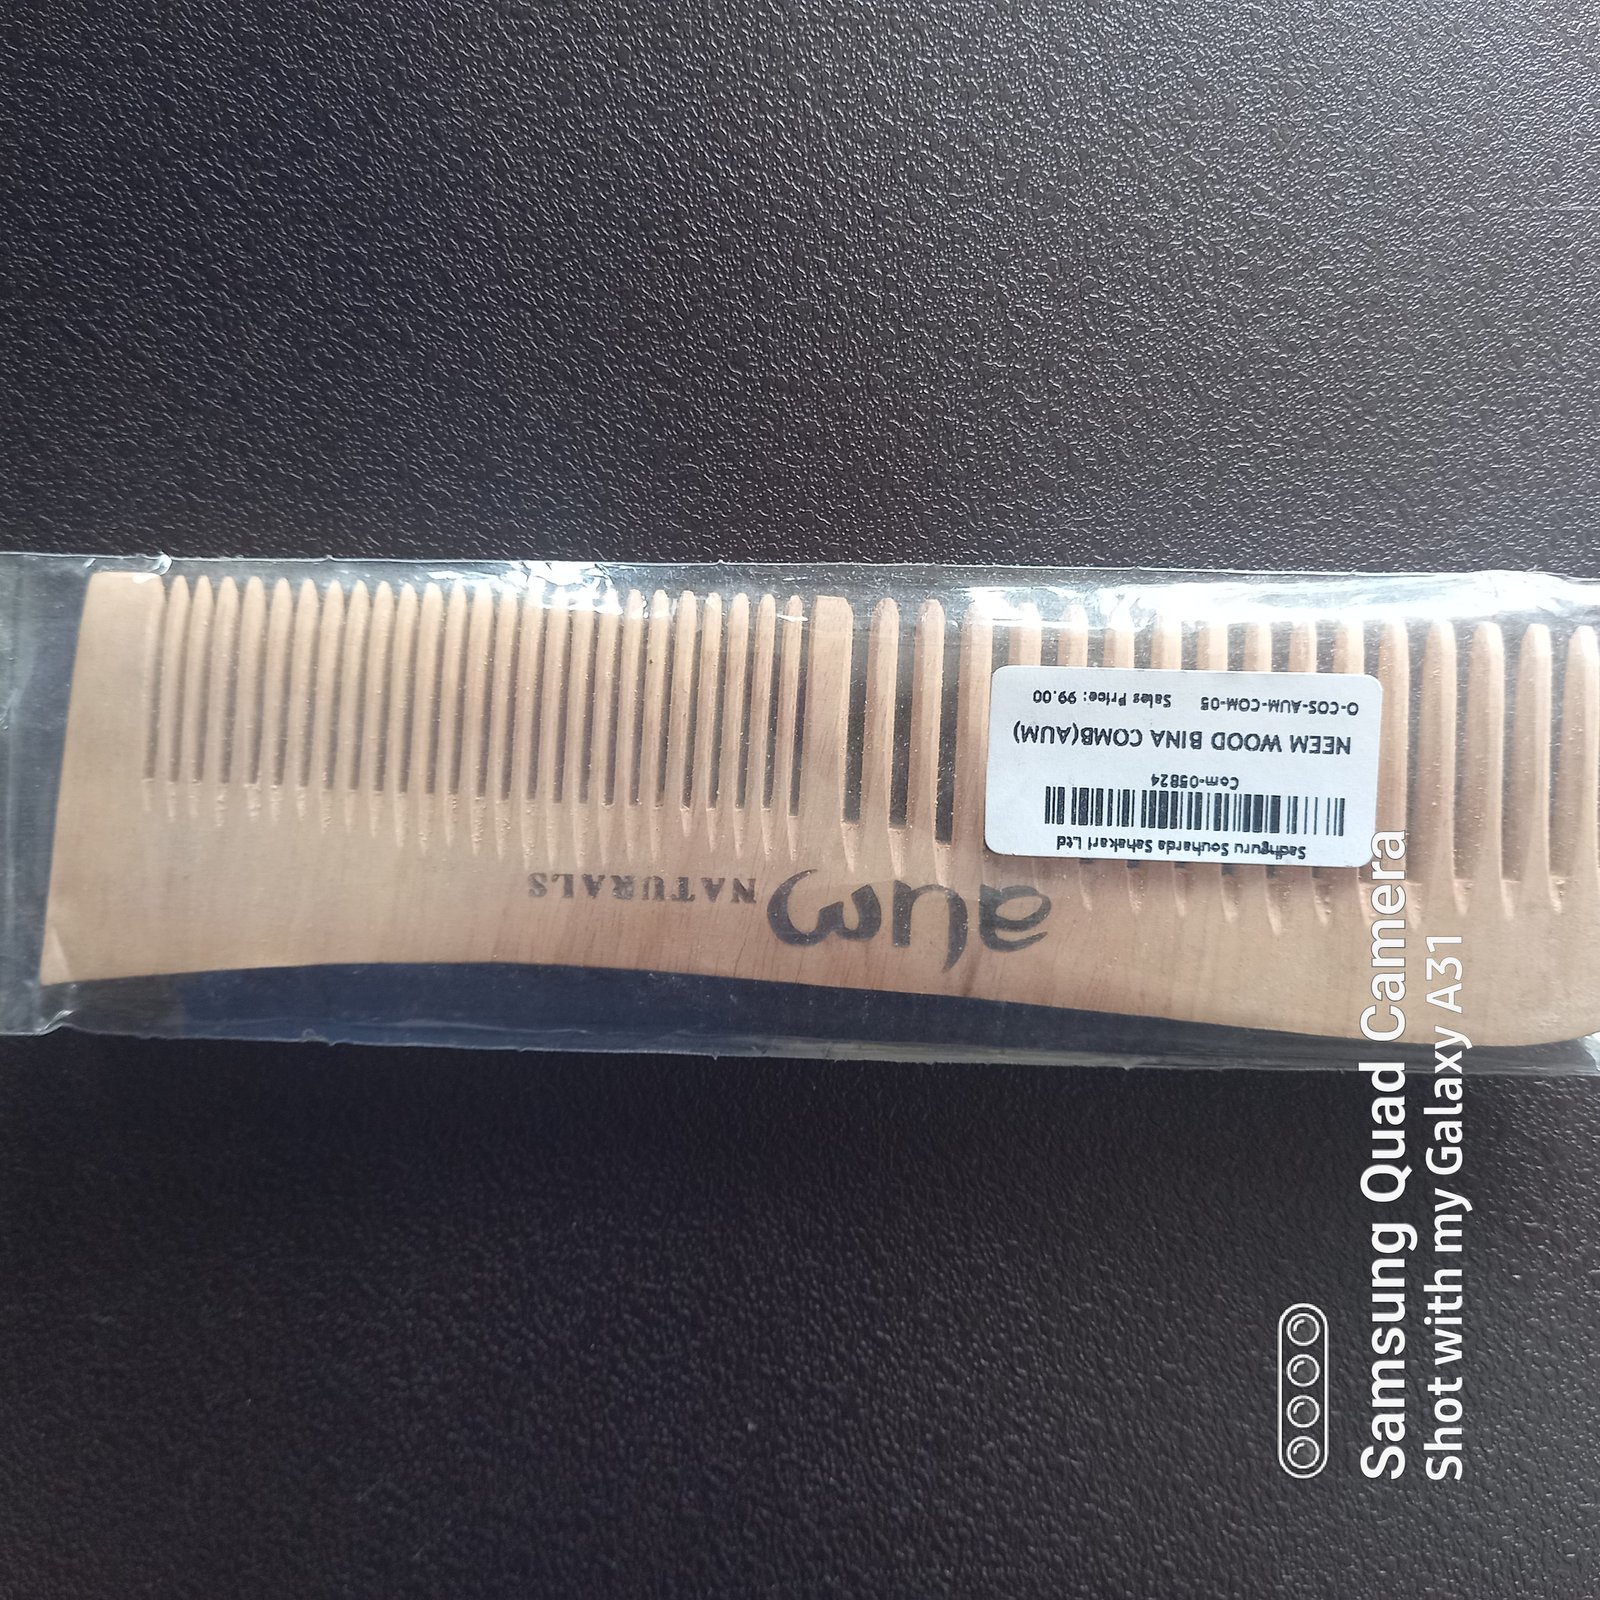 Sadhguru Souharda Sahakari Ltd
Com-05824
NEEM WOOD BINA COMB(AUM)
O-COS-AUM-COM-05 Sales Price: 99.00
aum NATURALS
Samsung Quad Camera
Shot with my Galaxy A31